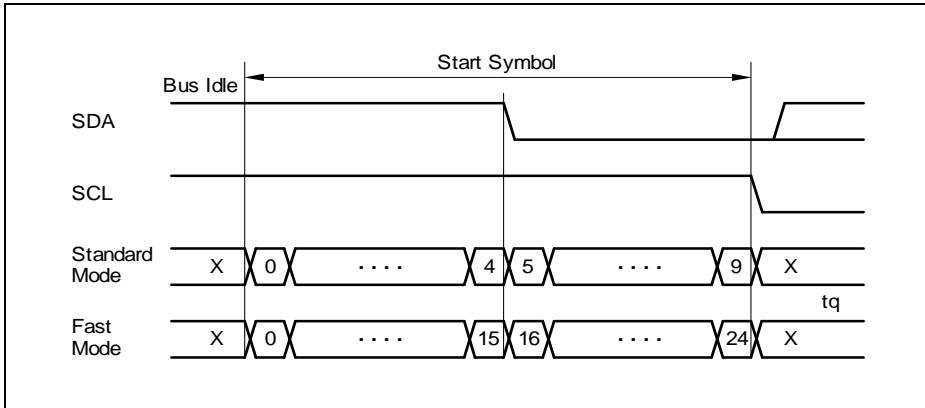 Start Symbol
Bus Idle
SDA
SCL
Standard
Mode
X 0 .... 4 5 .... 9 X
tq
Fast
Mode
X 0 .... 15 16 .... 24 X